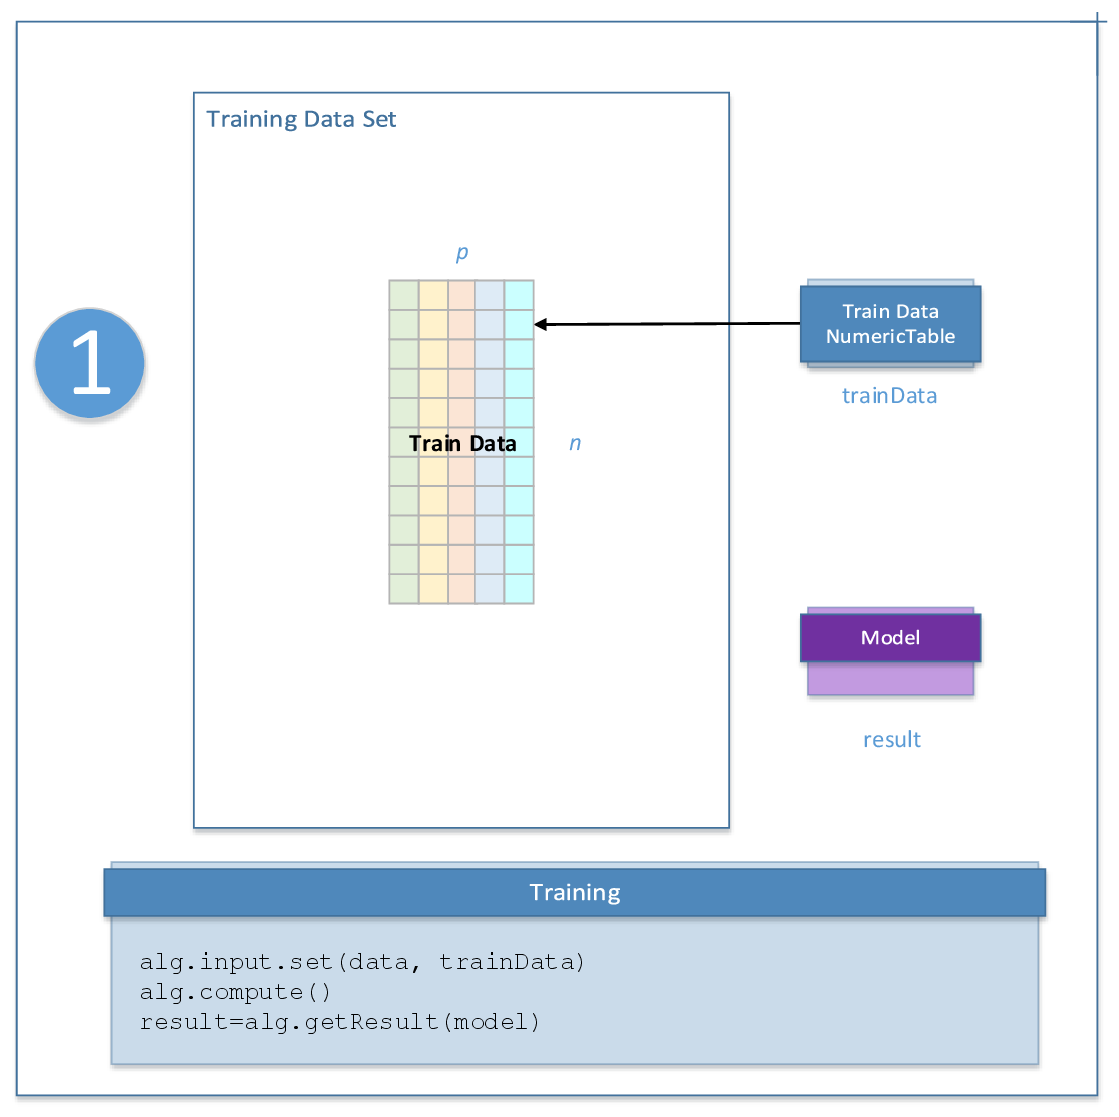 Training Data Set
p
1
Train Data
NumericTable
trainData
Train Data
n
Model
result
Training
alg.input.set(data, trainData)
alg.compute()
result=alg.getResult(model)